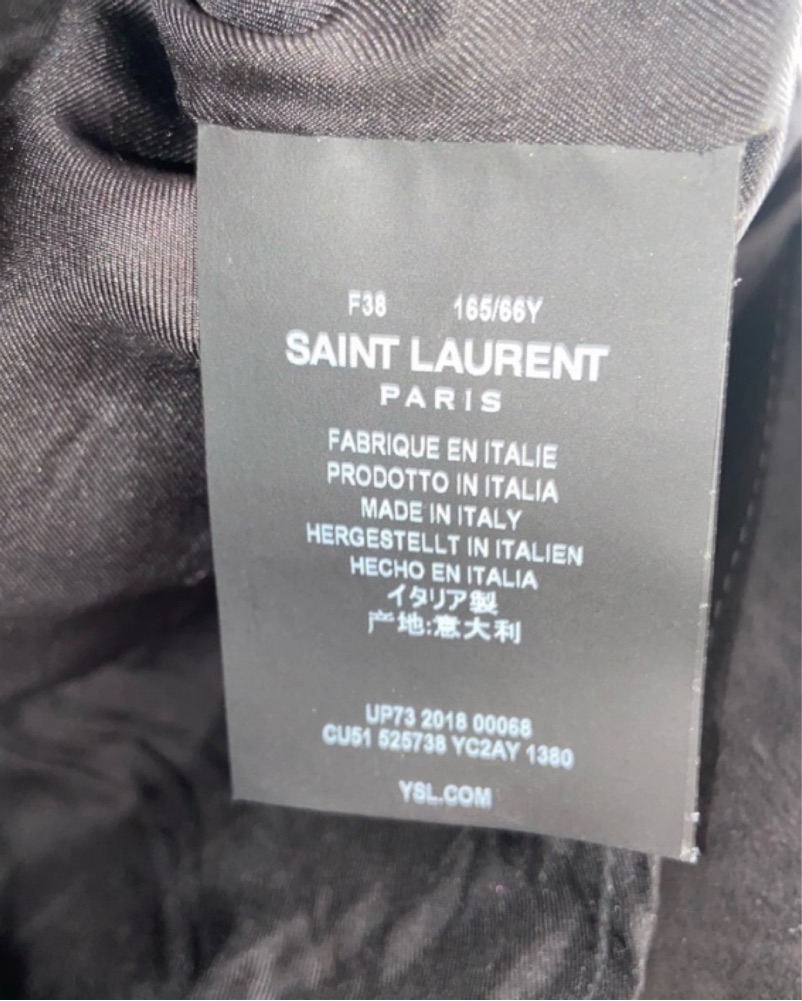 F38 165/66Y
SAINT LAURENT
PARIS
FABRIQUE EN ITALIE
PRODOTTO IN ITALIA
MADE IN ITALY
HERGESTELLT IN ITALIEN
HECHO EN ITALIA
イタリア製
产地:意大利
UP73 2018 00068
CU51 525738 YC2AY 1380
YSL.COM